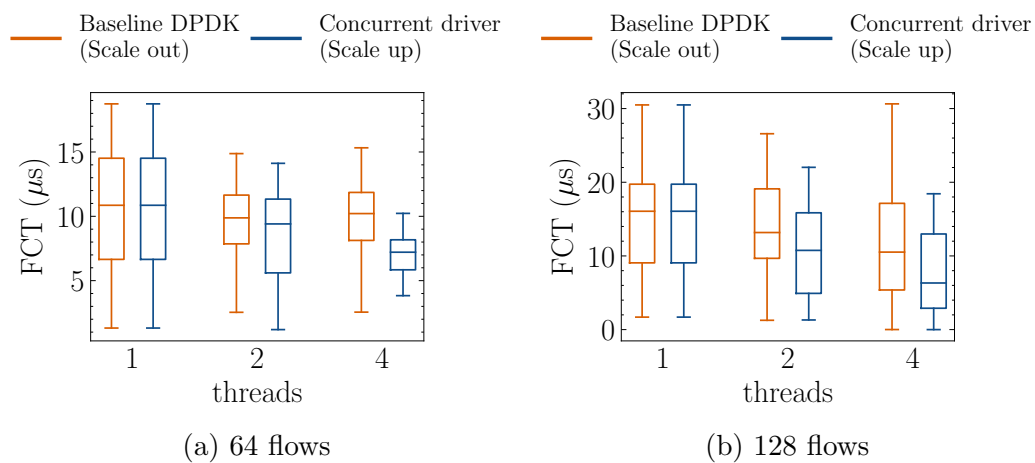 Baseline DPDK
(Scale out)
Concurrent driver
(Scale up)
FCT (μs)
15
10
5
1
2
4
threads
(a) 64 flows
Baseline DPDK
(Scale out)
Concurrent driver
(Scale up)
FCT (μs)
30
20
10
0
1
2
4
threads
(b) 128 flows